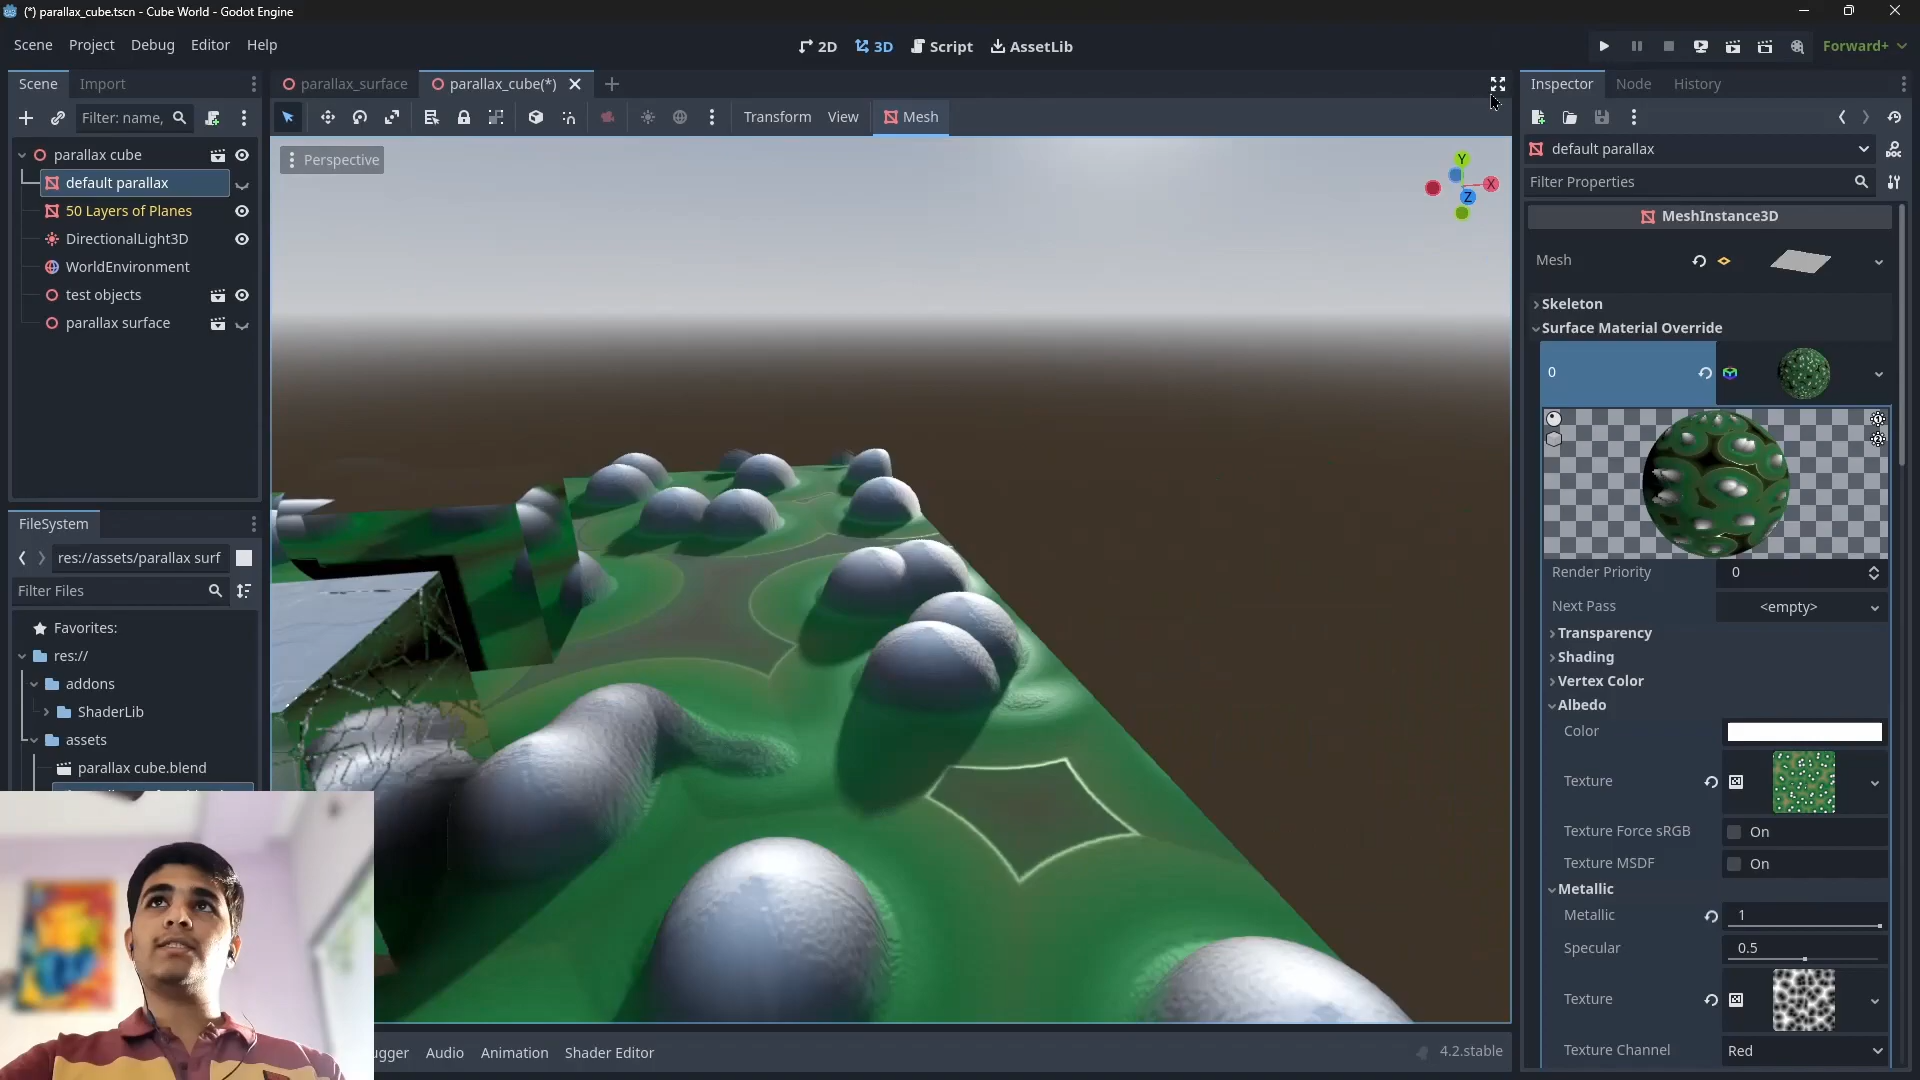 (*) parallax_cube.tscn - Cube World - Godot Engine
Scene Project Debug Editor Help
2D 3D Script AssetLib
Forward+
Scene Import
parallax_surface parallax_cube(*)
Inspector Node History
Filter: name,
Transform View Mesh
parallax cube
default parallax
50 Layers of Planes
DirectionalLight3D
WorldEnvironment
test objects
parallax surface
Perspective
Y
X
Z
default parallax
Filter Properties
MeshInstance3D
Mesh
Skeleton
Surface Material Override
0
Render Priority 0
Next Pass <empty>
Transparency
Shading
Vertex Color
Albedo
Color
Texture
Texture Force sRGB On
Texture MSDF On
Metallic
Metallic 1
Specular 0.5
Texture
Texture Channel Red
FileSystem
res://assets/parallax surf
Filter Files
Favorites:
res://
addons
ShaderLib
assets
parallax cube.blend
ugger Audio Animation Shader Editor
4.2.stable